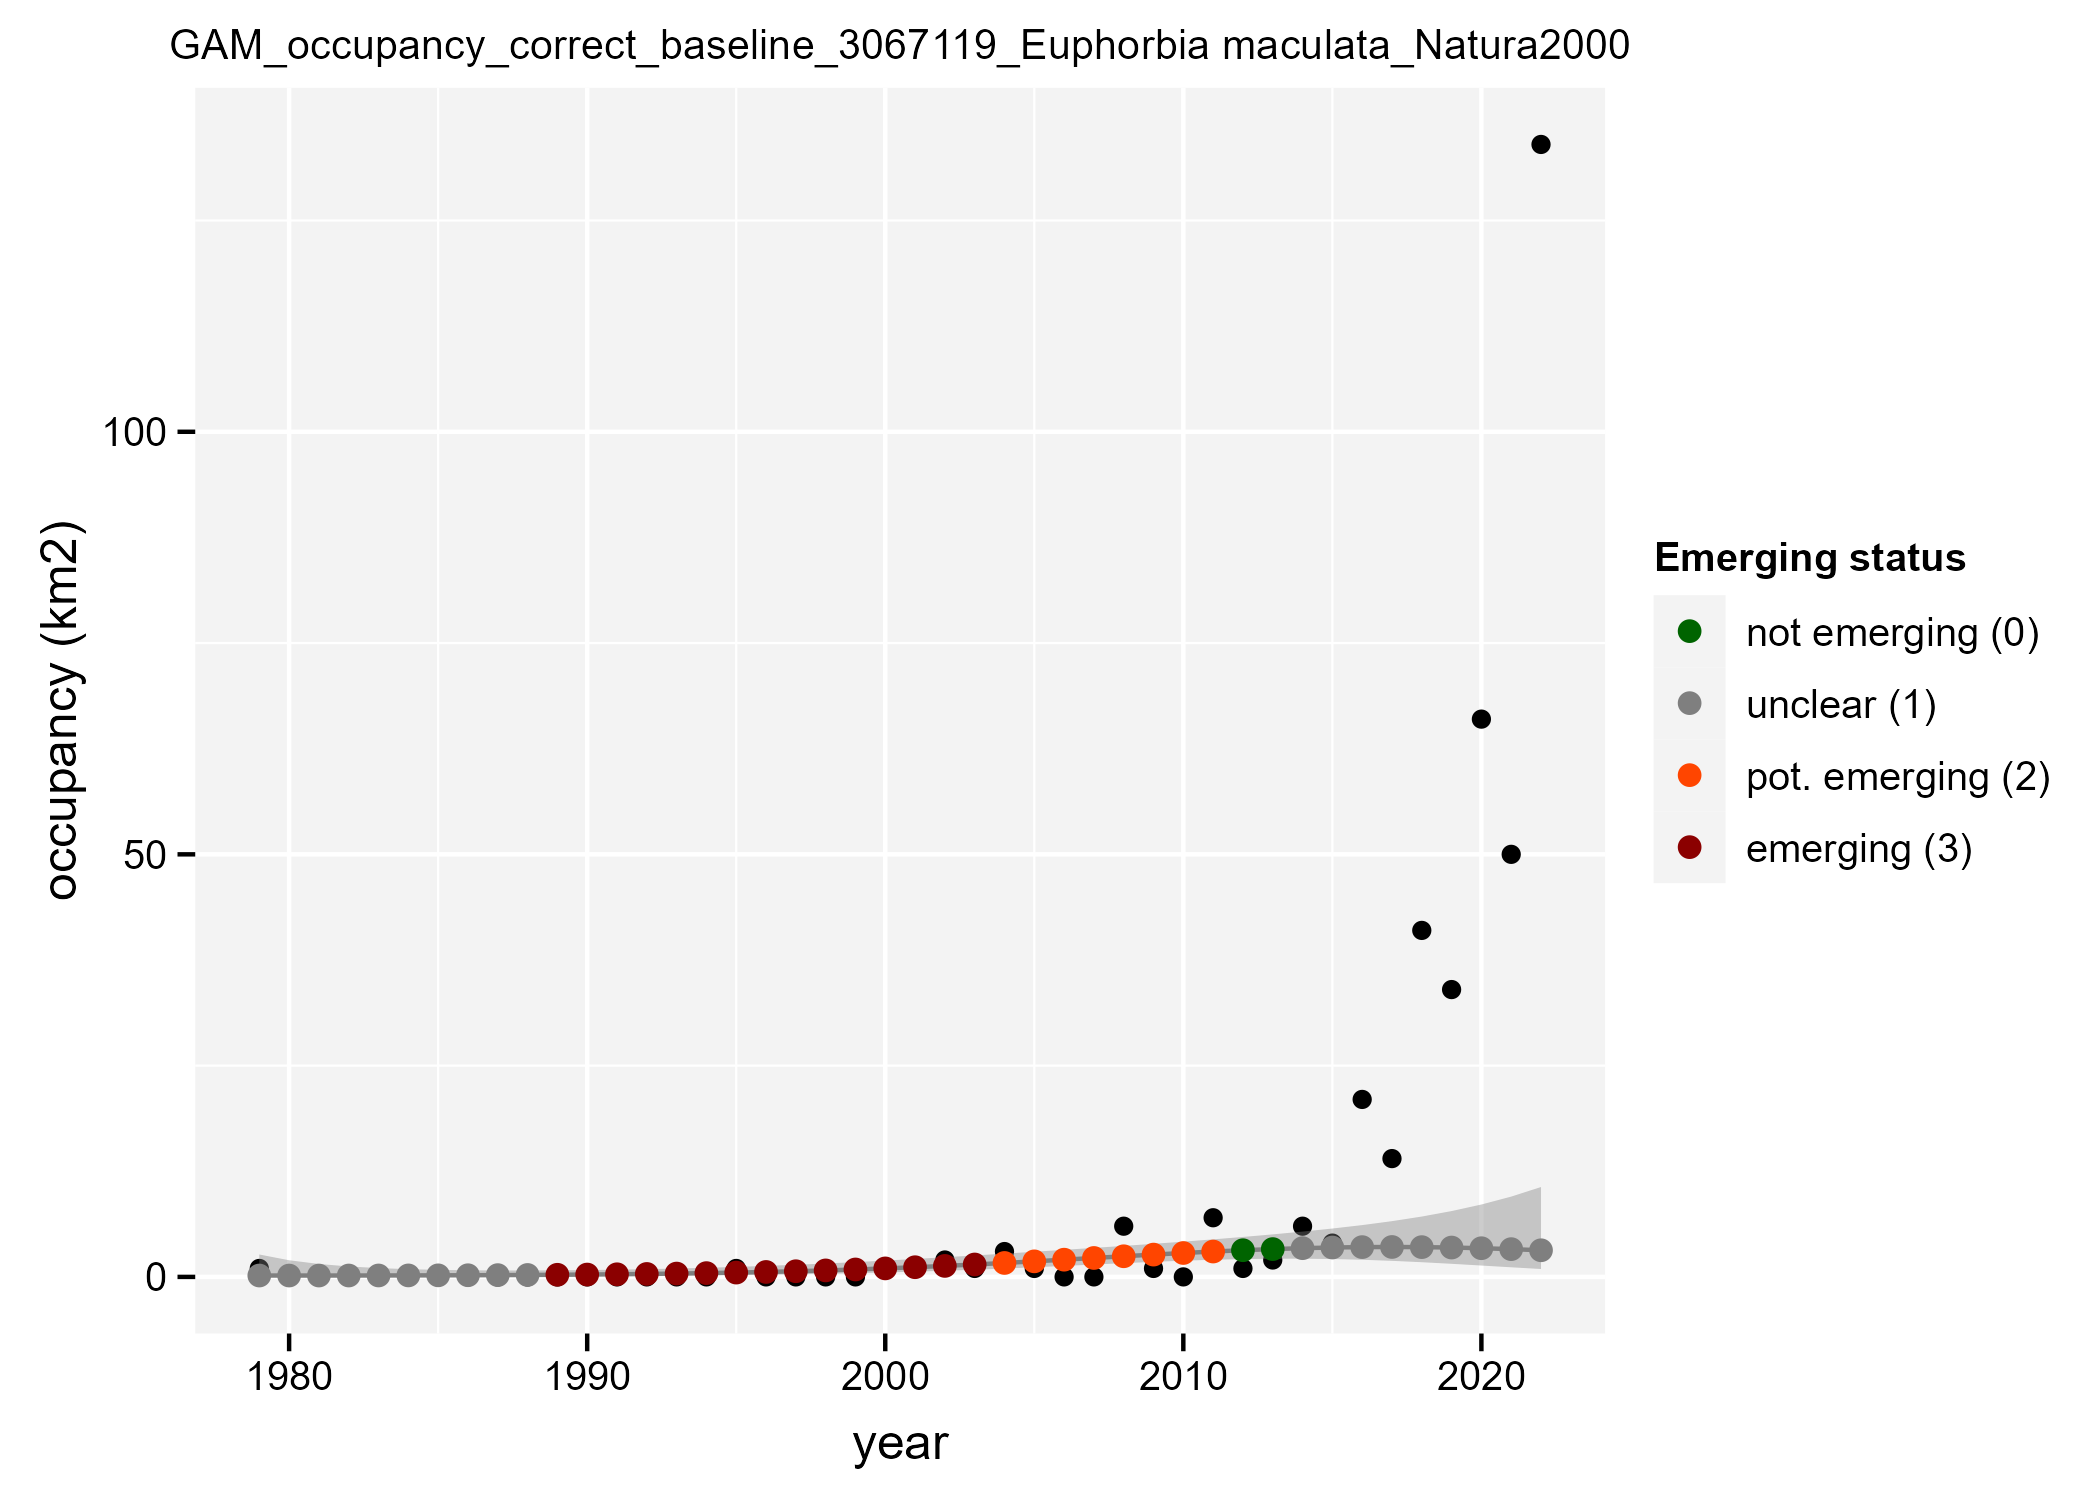 GAM_occupancy_correct_baseline_3067119_Euphorbia maculata_Natura2000
occupancy (km2)
100
50
0
1980
1990
2000
2010
2020
year
Emerging status
not emerging (0)
unclear (1)
pot. emerging (2)
emerging (3)